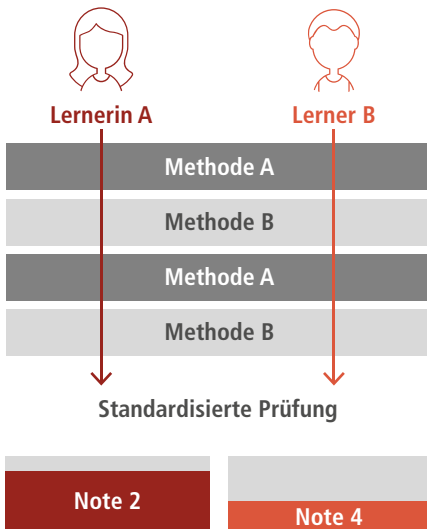 Lernerin A
Lerner B
Methode A
Methode B
Methode A
Methode B
Standardisierte Prüfung
Note 2
Note 4